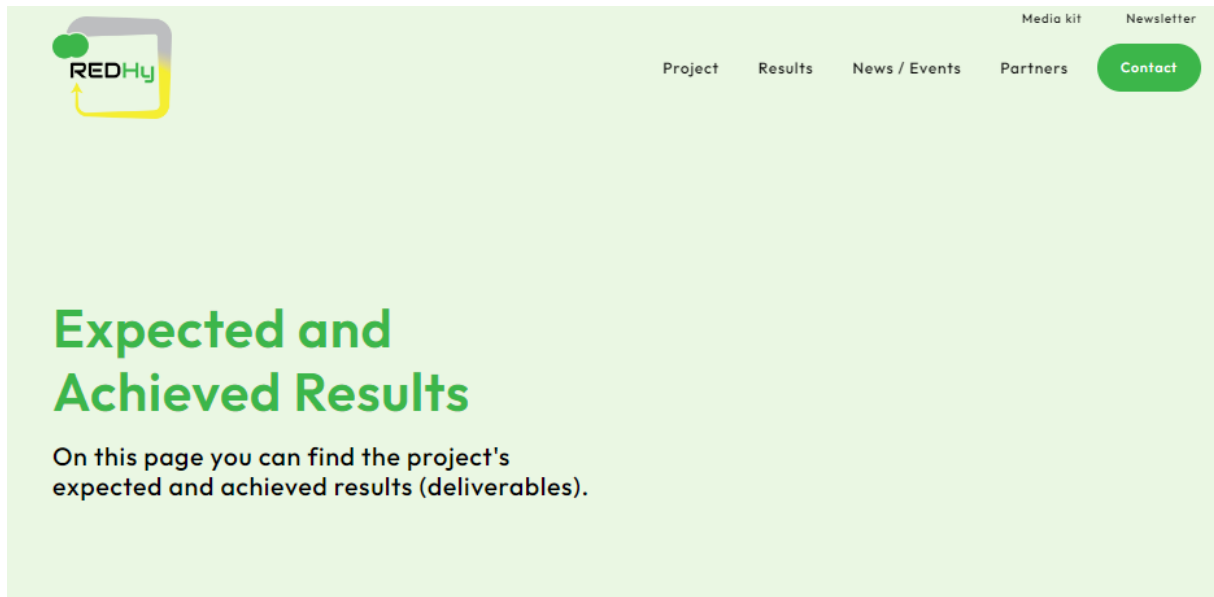 Media kit Newsletter
REDHy
Project Results News / Events Partners Contact
Expected and
Achieved Results
On this page you can find the project's
expected and achieved results (deliverables).